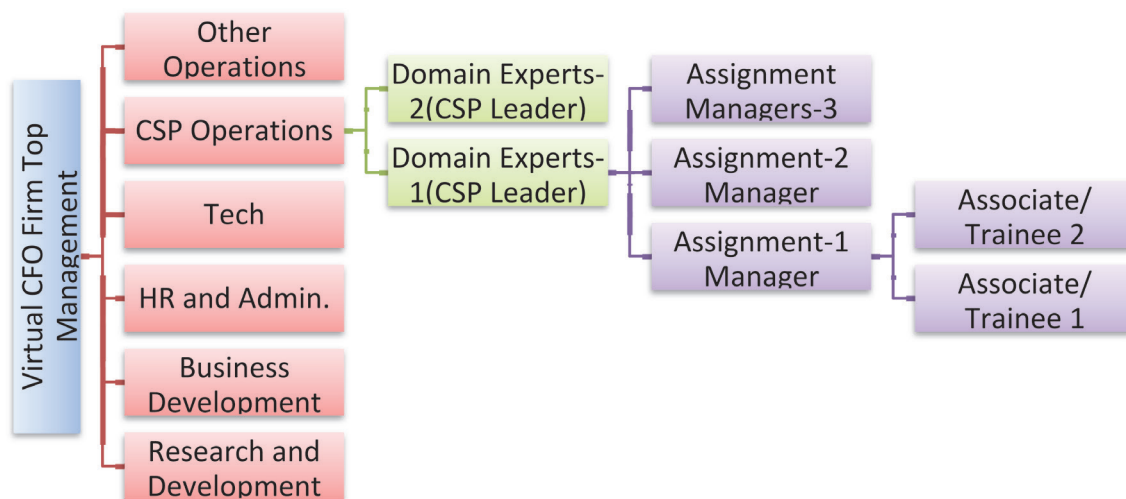 Virtual CFO Firm Top
Management
Other
Operations
CSP Operations
Tech
HR and Admin.
Business
Development
Research and
Development
Domain Experts-
2(CSP Leader)
Domain Experts-
1(CSP Leader)
Assignment
Managers-3
Assignment-2
Manager
Assignment-1
Manager
Associate/
Trainee 2
Associate/
Trainee 1